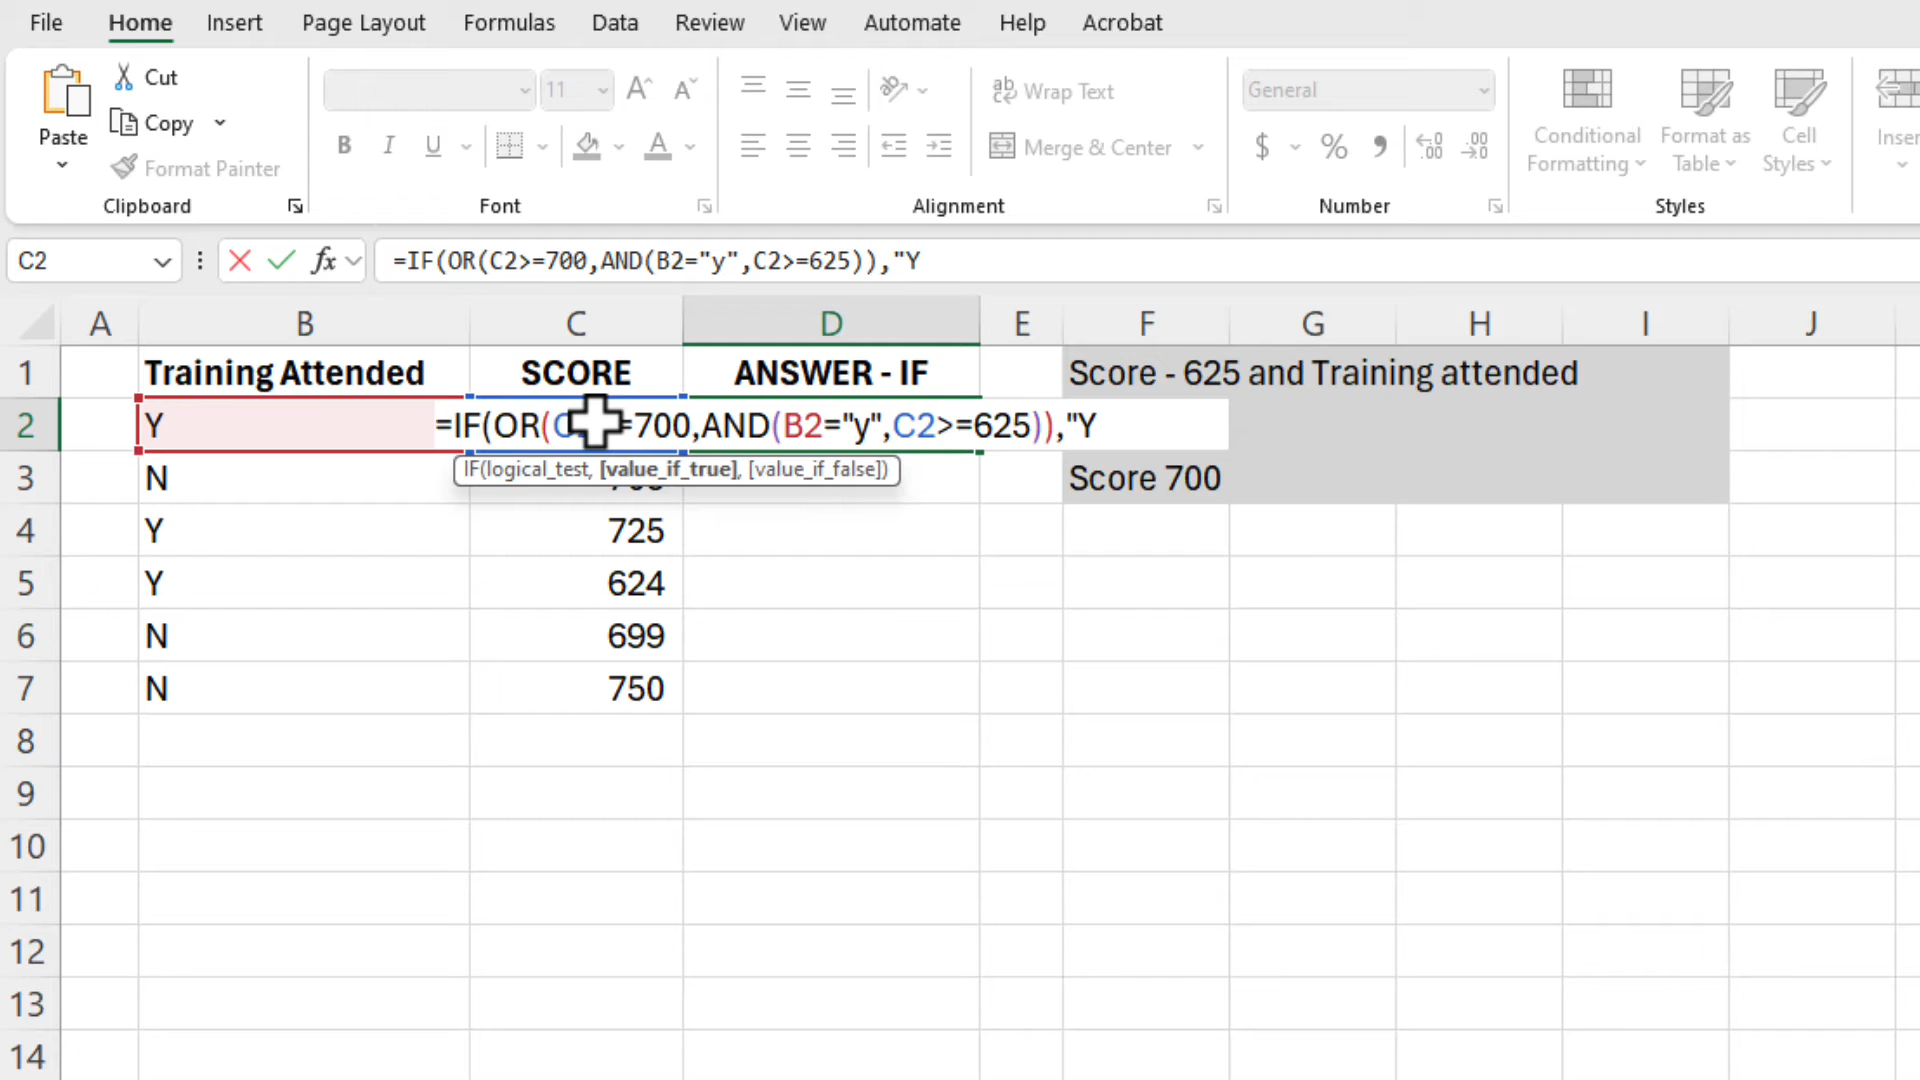 File Home Insert Page Layout Formulas Data Review View Automate Help Acrobat
Paste
Cut
Copy
Format Painter
Clipboard
11
B I U
Font
Wrap Text
Merge & Center
Alignment
General
$ % ,
Number
Conditional Formatting
Format as Table
Cell Styles
Styles
C2
fx
=IF(OR(C2>=700,AND(B2="y",C2>=625)),"Y
A B C D E F G H I J
1 Training Attended SCORE ANSWER - IF Score - 625 and Training attended
2 Y =IF(OR(C =700,AND(B2="y",C2>=625)),"Y
IF(logical_test, [value_if_true], [value_if_false])
3 N Score 700
4 Y 725
5 Y 624
6 N 699
7 N 750
8
9
10
11
12
13
14